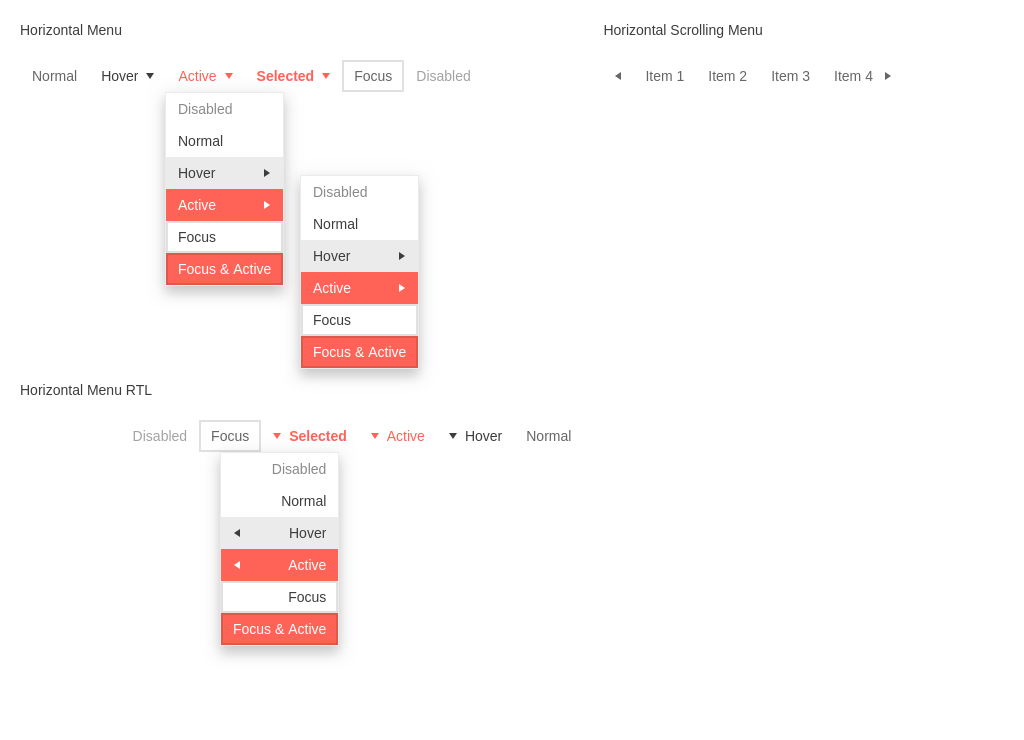 Horizontal Menu
Normal Hover Active Selected Focus Disabled
Disabled
Normal
Hover
Active
Focus
Focus & Active
Disabled
Normal
Hover
Active
Focus
Focus & Active
Horizontal Scrolling Menu
Item 1 Item 2 Item 3 Item 4
Horizontal Menu RTL
Disabled Focus Selected Active Hover Normal
Disabled
Normal
Hover
Active
Focus
Focus & Active